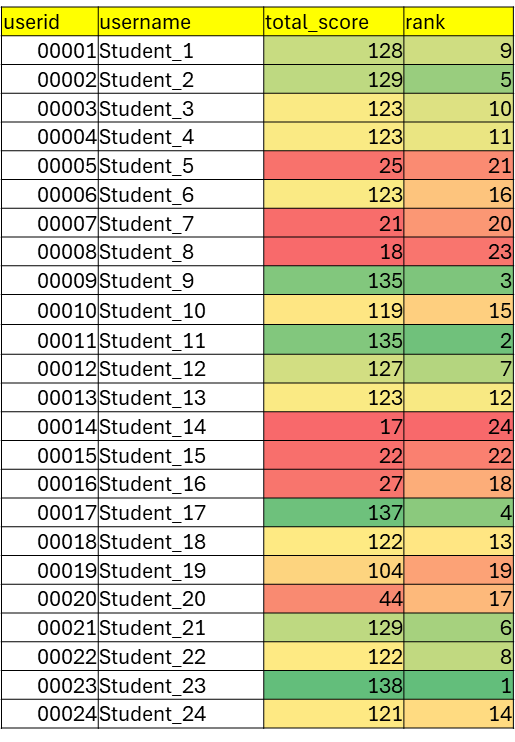 userid username total_score rank
00001 Student_1 128 9
00002 Student_2 129 5
00003 Student_3 123 10
00004 Student_4 123 11
00005 Student_5 25 21
00006 Student_6 123 16
00007 Student_7 21 20
00008 Student_8 18 23
00009 Student_9 135 3
00010 Student_10 119 15
00011 Student_11 135 2
00012 Student_12 127 7
00013 Student_13 123 12
00014 Student_14 17 24
00015 Student_15 22 22
00016 Student_16 27 18
00017 Student_17 137 4
00018 Student_18 122 13
00019 Student_19 104 19
00020 Student_20 44 17
00021 Student_21 129 6
00022 Student_22 122 8
00023 Student_23 138 1
00024 Student_24 121 14